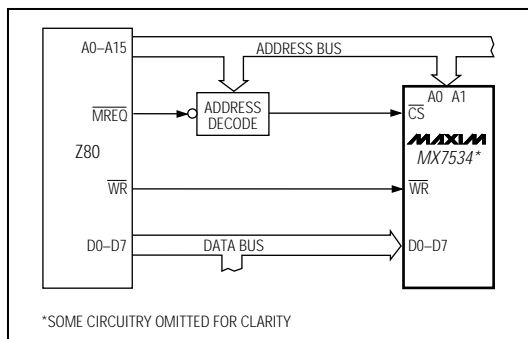 A0–A15
ADDRESS BUS
A0 A1
MREQ
ADDRESS
DECODE
CS
MAXIM
MX7534*
Z80
WR
WR
D0–D7
DATA BUS
D0–D7
*SOME CIRCUITRY OMITTED FOR CLARITY